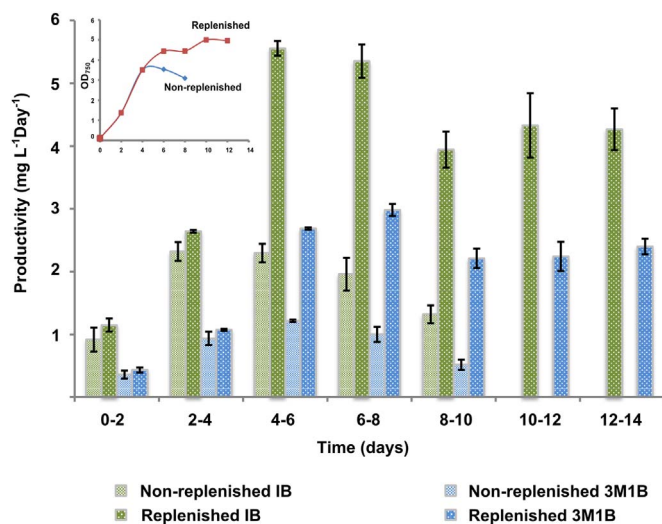 6
5
4
3
2
1
Productivity (mg L⁻¹Day⁻¹)
6
5
4
3
2
1
0
OD₇₅₀
Replenished
Non-replenished
0 2 4 6 8 10 12 14
0-2 2-4 4-6 6-8 8-10 10-12 12-14
Time (days)
Non-replenished IB
Replenished IB
Non-replenished 3M1B
Replenished 3M1B